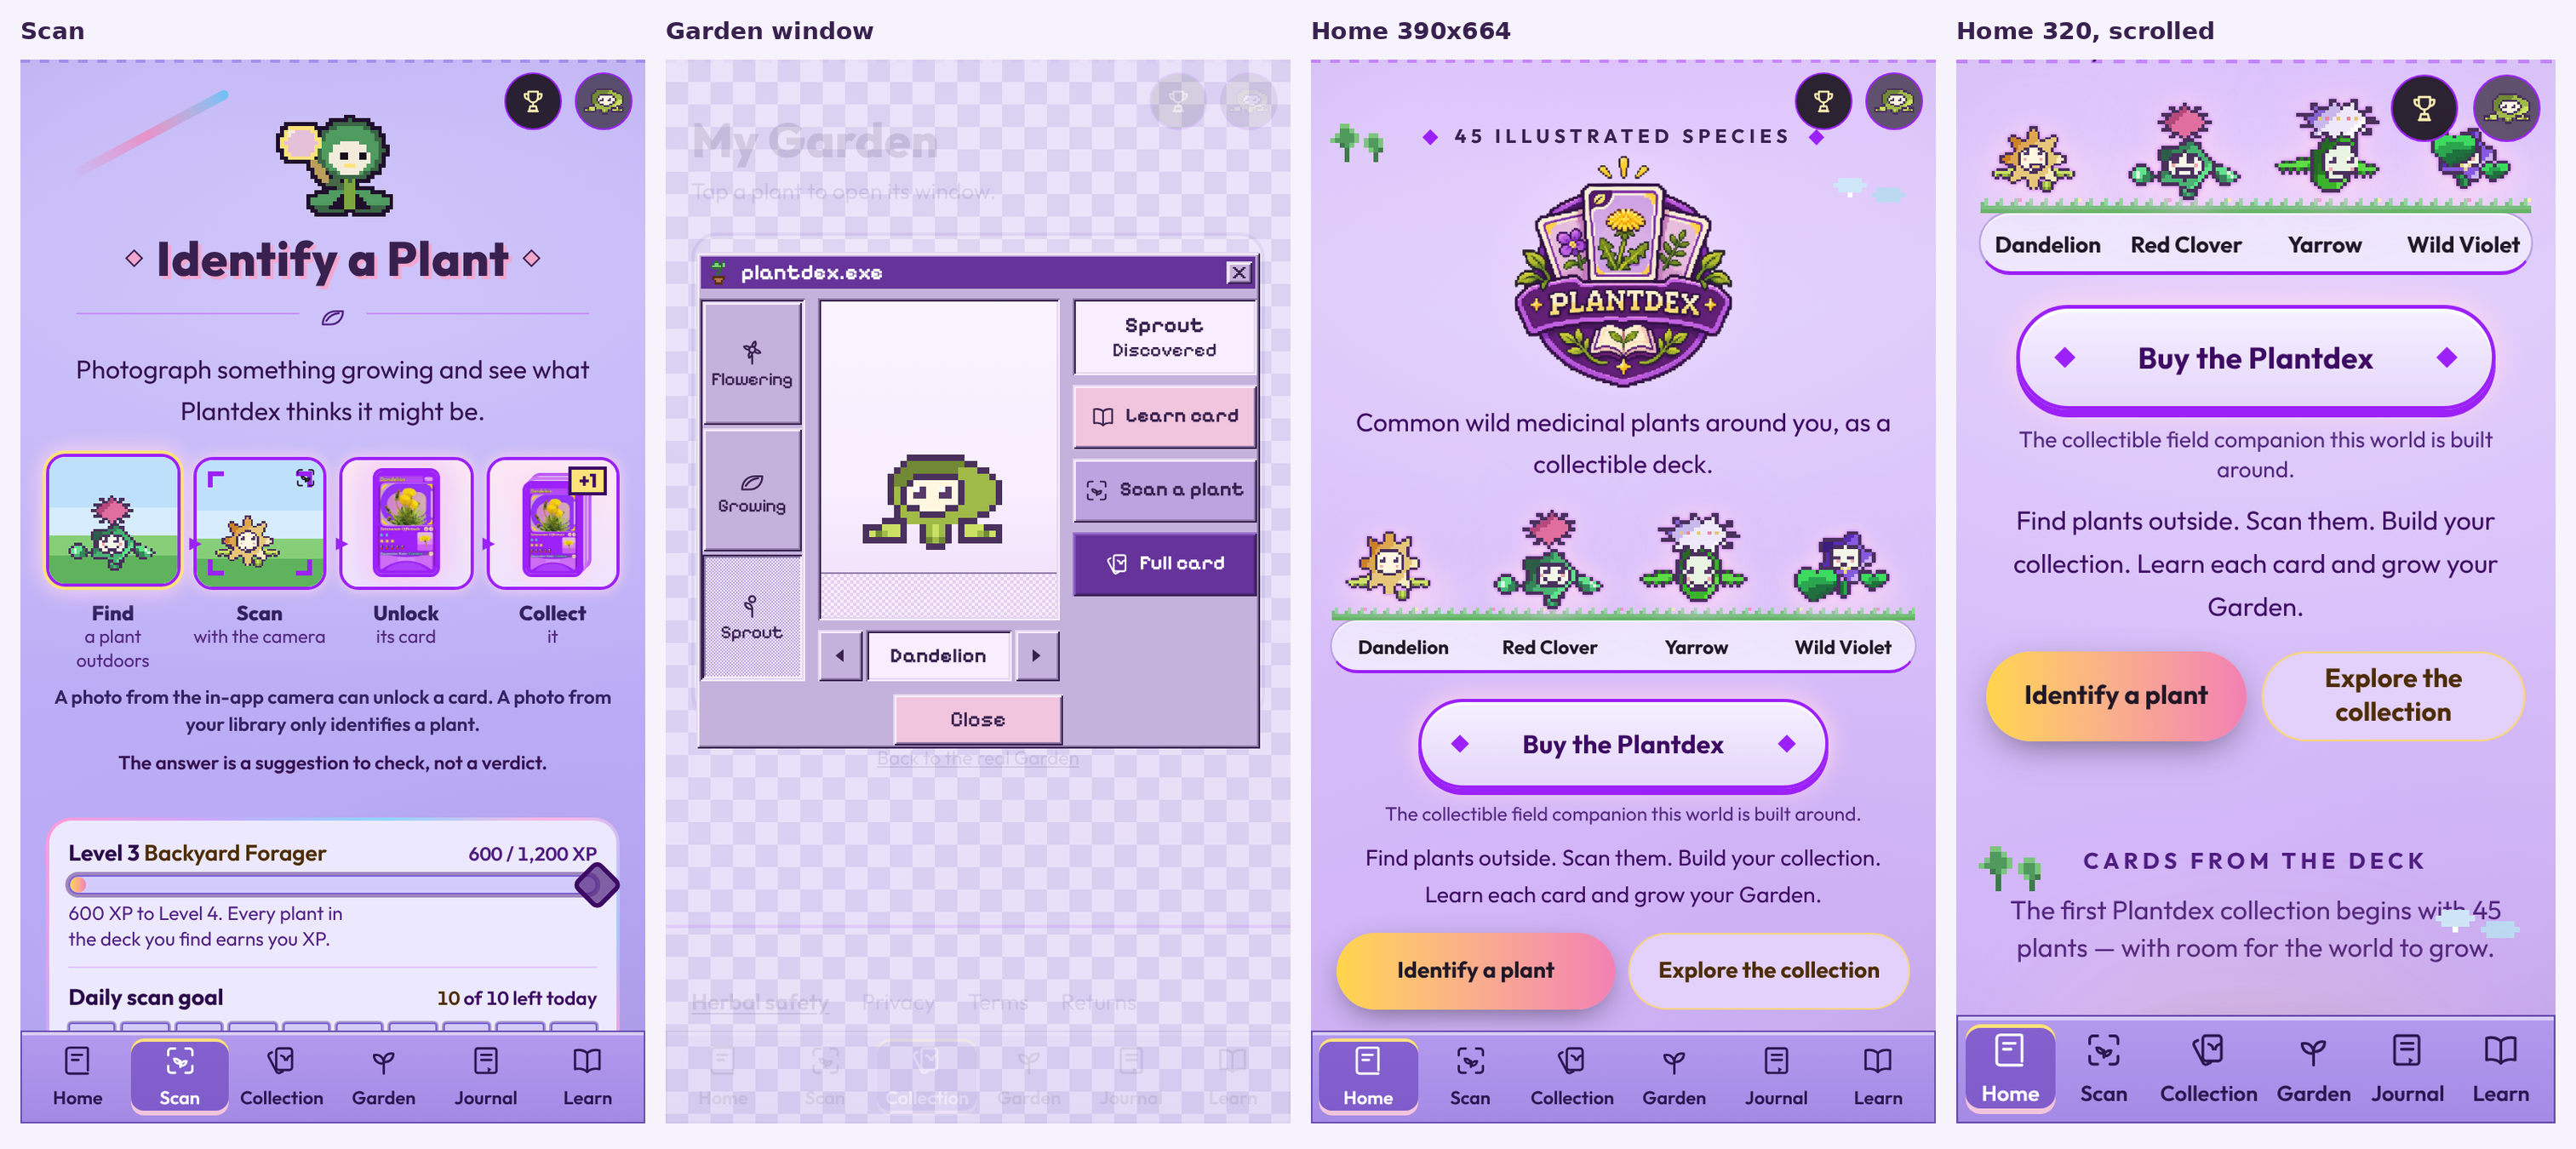 Scan
Identify a Plant
Photograph something growing and see what
Plantdex thinks it might be.
+1
Find
a plant
outdoors
Scan
with the camera
Unlock
its card
Collect
it
A photo from the in-app camera can unlock a card. A photo from
your library only identifies a plant.
The answer is a suggestion to check, not a verdict.
Level 3 Backyard Forager
600 / 1,200 XP
600 XP to Level 4. Every plant in
the deck you find earns you XP.
Daily scan goal
10 of 10 left today
Home
Scan
Collection
Garden
Journal
Learn
Garden window
My Garden
Tap a plant to open its window.
plantdex.exe
Flowering
Growing
Sprout
Sprout
Discovered
Learn card
Scan a plant
Full card
Dandelion
Close
Back to the real Garden
Herbal safety
Privacy
Terms
Returns
Home
Scan
Collection
Garden
Journal
Learn
Home 390x664
45 ILLUSTRATED SPECIES
PLANTDEX
Common wild medicinal plants around you, as a
collectible deck.
Dandelion
Red Clover
Yarrow
Wild Violet
Buy the Plantdex
The collectible field companion this world is built around.
Find plants outside. Scan them. Build your collection.
Learn each card and grow your Garden.
Identify a plant
Explore the collection
Home
Scan
Collection
Garden
Journal
Learn
Home 320, scrolled
Dandelion
Red Clover
Yarrow
Wild Violet
Buy the Plantdex
The collectible field companion this world is built
around.
Find plants outside. Scan them. Build your
collection. Learn each card and grow your
Garden.
Identify a plant
Explore the
collection
CARDS FROM THE DECK
The first Plantdex collection begins with 45
plants — with room for the world to grow.
Home
Scan
Collection
Garden
Journal
Learn